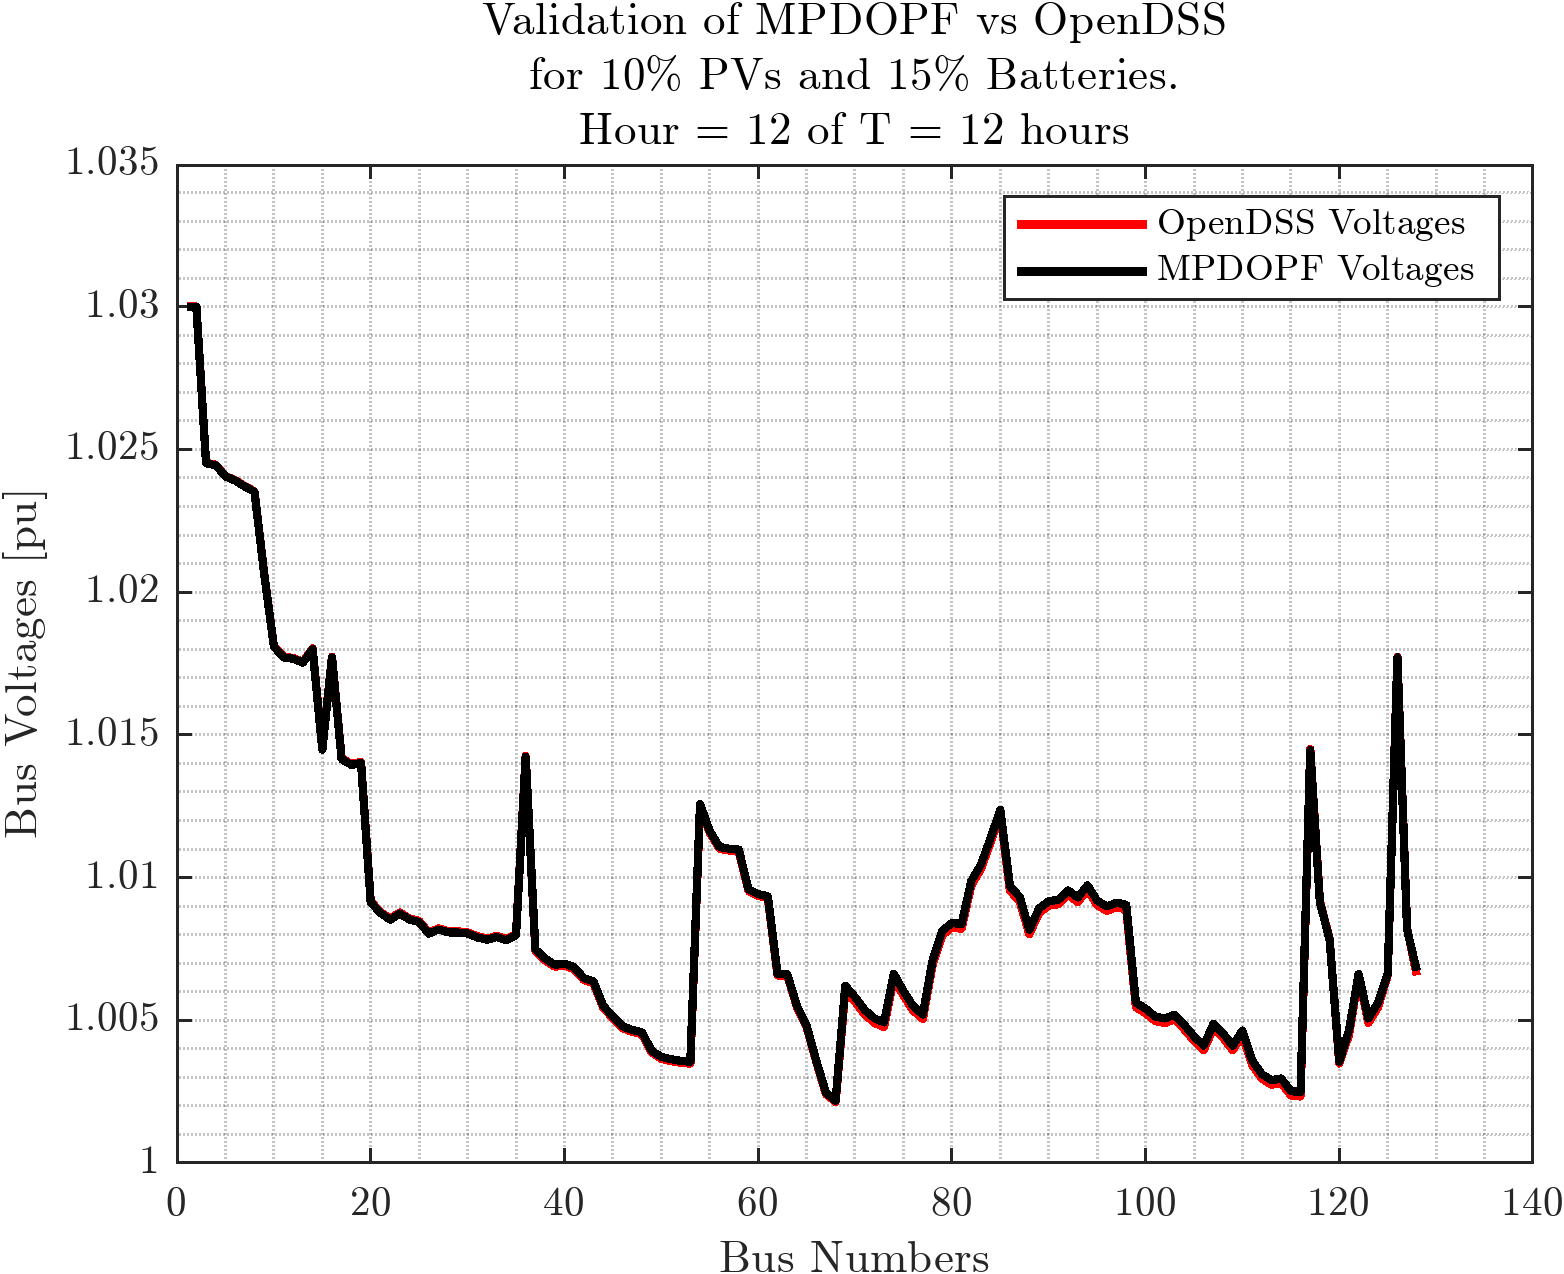 Validation of MPDOPF vs OpenDSS
for 10% PVs and 15% Batteries.
Hour = 12 of T = 12 hours
OpenDSS Voltages
MPDOPF Voltages
Bus Voltages [pu]
1.035
1.03
1.025
1.02
1.015
1.01
1.005
1
0 20 40 60 80 100 120 140
Bus Numbers